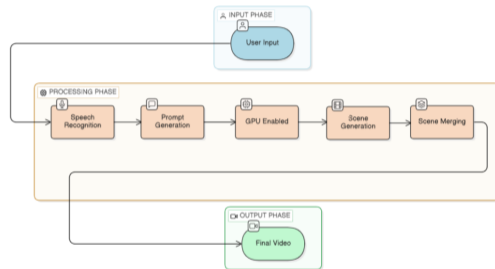 INPUT PHASE
User Input
PROCESSING PHASE
Speech
Recognition
Prompt
Generation
GPU Enabled
Scene
Generation
Scene Merging
OUTPUT PHASE
Final Video